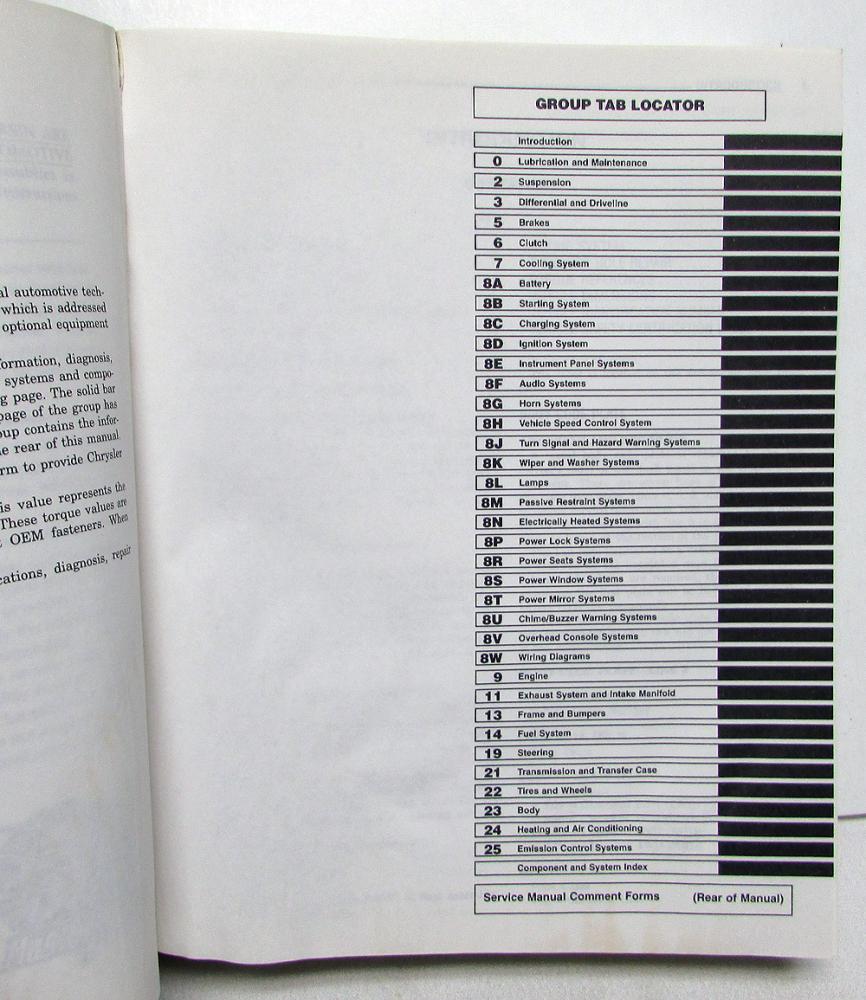 al automotive tech-
which is addressed
optional equipment
formation, diagnosis,
systems and compo-
g page. The solid bar
page of the group has
oup contains the infor-
e rear of this manual.
rm to provide Chrysler
is value represents the
These torque values are
OEM fasteners. When
cations, diagnosis, repair
GROUP TAB LOCATOR
Introduction
0 Lubrication and Maintenance
2 Suspension
3 Differential and Driveline
5 Brakes
6 Clutch
7 Cooling System
8A Battery
8B Starting System
8C Charging System
8D Ignition System
8E Instrument Panel Systems
8F Audio Systems
8G Horn Systems
8H Vehicle Speed Control System
8J Turn Signal and Hazard Warning Systems
8K Wiper and Washer Systems
8L Lamps
8M Passive Restraint Systems
8N Electrically Heated Systems
8P Power Lock Systems
8R Power Seats Systems
8S Power Window Systems
8T Power Mirror Systems
8U Chime/Buzzer Warning Systems
8V Overhead Console Systems
8W Wiring Diagrams
9 Engine
11 Exhaust System and Intake Manifold
13 Frame and Bumpers
14 Fuel System
19 Steering
21 Transmission and Transfer Case
22 Tires and Wheels
23 Body
24 Heating and Air Conditioning
25 Emission Control Systems
Component and System Index
Service Manual Comment Forms (Rear of Manual)